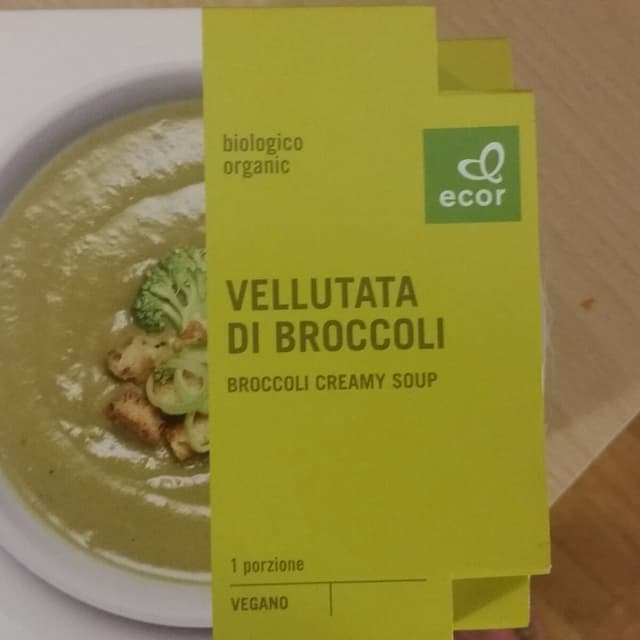 biologico
organic
ecor
VELLUTATA
DI BROCCOLI
BROCCOLI CREAMY SOUP
1 porzione
VEGANO